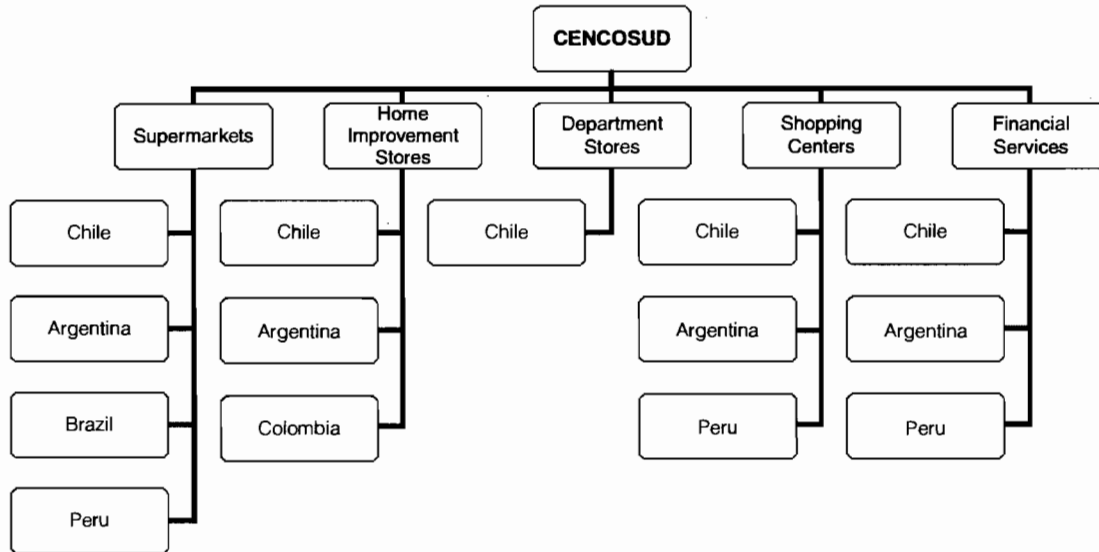 CENCOSUD
Supermarkets
Home
Improvement
Stores
Department
Stores
Shopping
Centers
Financial
Services
Chile
Chile
Chile
Chile
Chile
Argentina
Argentina
Argentina
Argentina
Brazil
Colombia
Peru
Peru
Peru